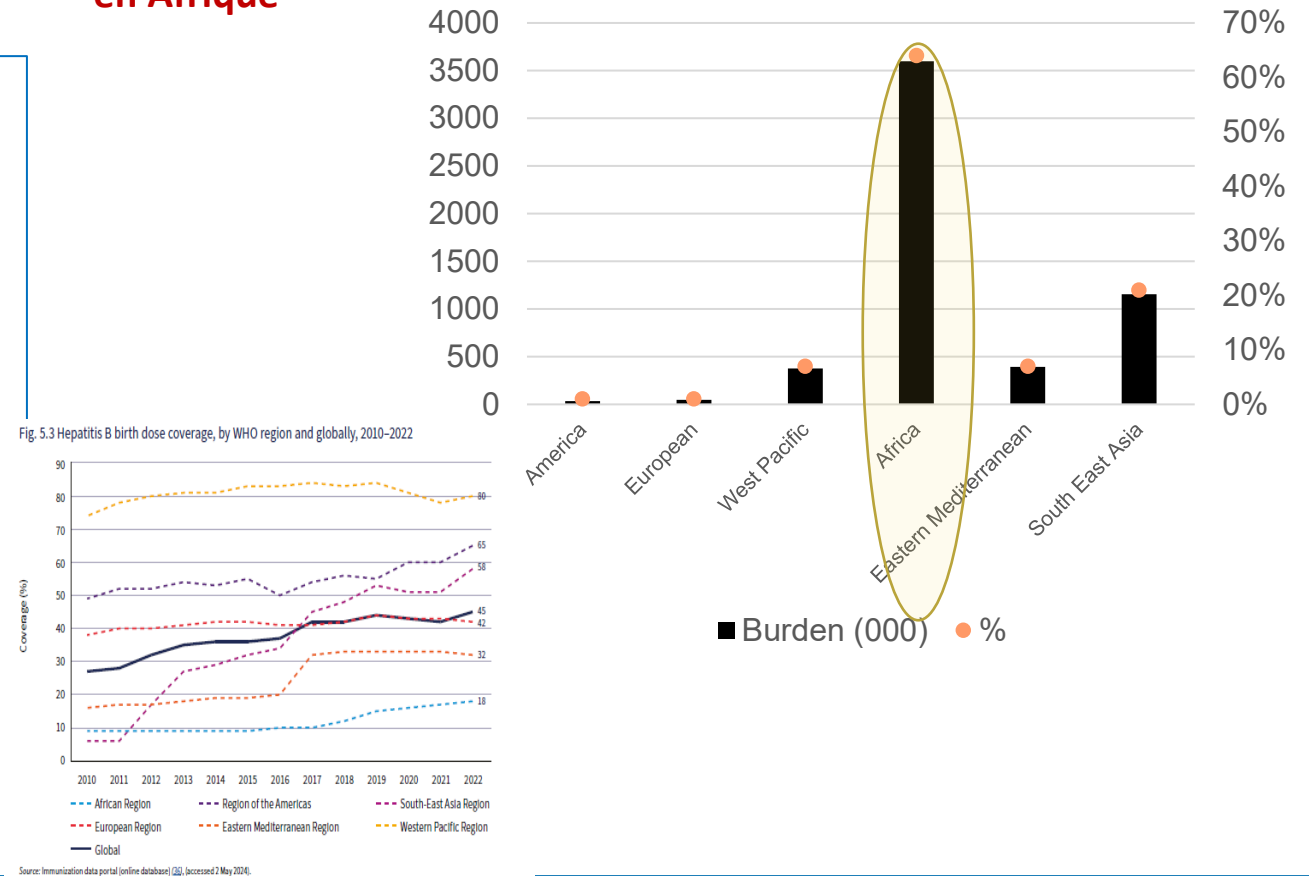 en Afrique
4000
3500
3000
2500
2000
1500
1000
500
0
70%
60%
50%
40%
30%
20%
10%
0%
America
European
West Pacific
Africa
Eastern Mediterranean
South East Asia
Burden (000) %
Fig. 5.3 Hepatitis B birth dose coverage, by WHO region and globally, 2010–2022
Coverage (%)
90
80
70
60
50
40
30
20
10
0
80
65
58
45
42
32
18
2010 2011 2012 2013 2014 2015 2016 2017 2018 2019 2020 2021 2022
African Region Region of the Americas South-East Asia Region
European Region Eastern Mediterranean Region Western Pacific Region
Global
Source: Immunization data portal (online database) (36), (accessed 2 May 2024).